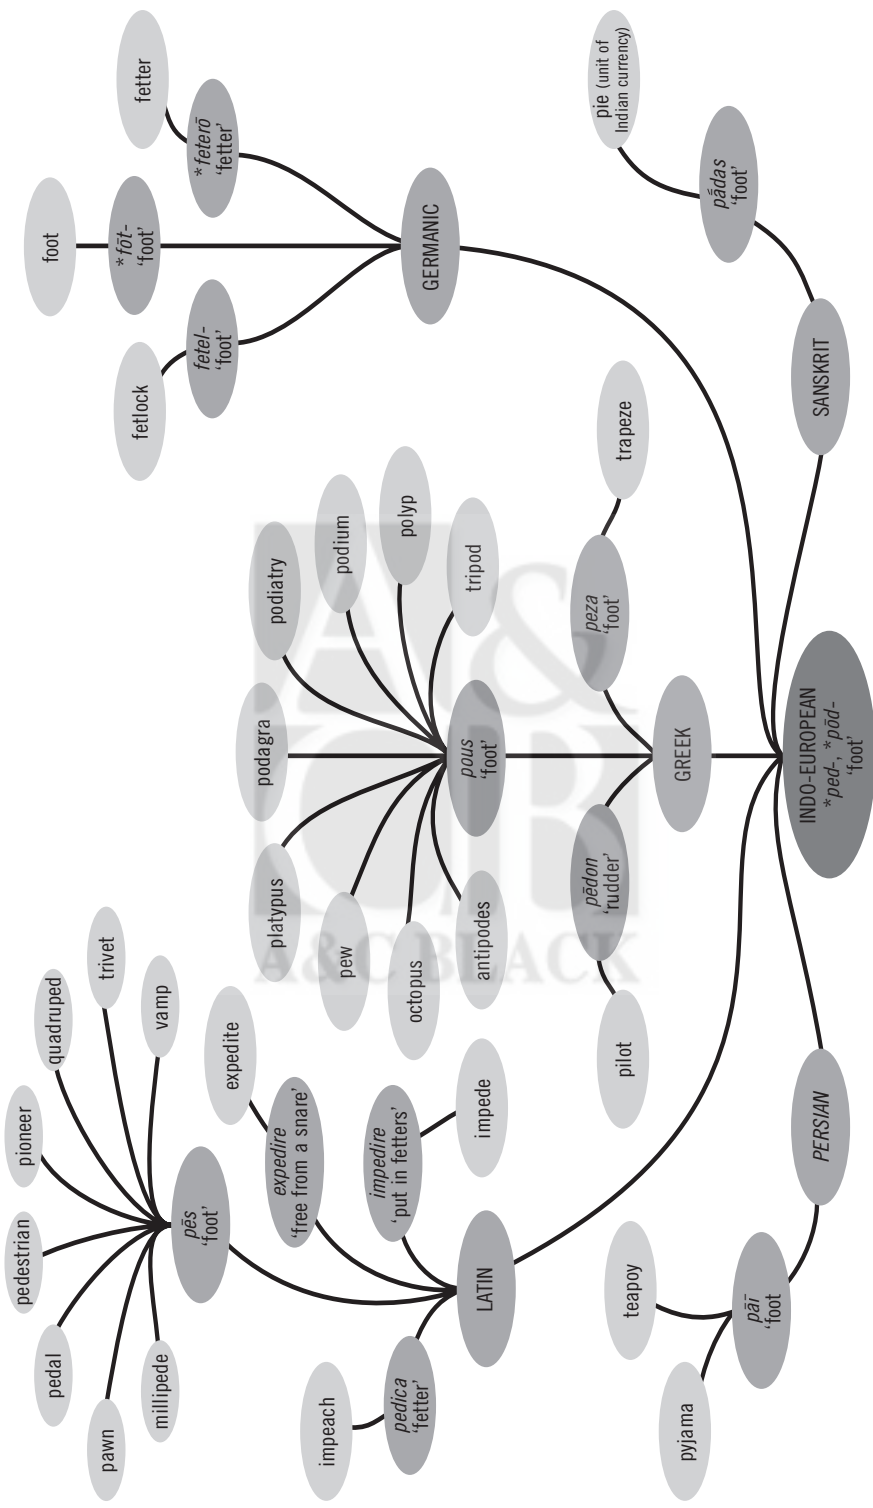 pedestrian
pioneer
pedal
quadruped
pawn
trivet
millipede
vamp
pēs
‘foot’
expedite
expedire
‘free from a snare’
impeach
pedica
‘fetter’
impedire
‘put in fetters’
impede
LATIN
platypus
podagra
podiatry
pew
podium
octopus
polyp
antipodes
tripod
pous
‘foot’
pilot
pēdon
‘rudder’
peza
‘foot’
trapeze
GREEK
foot
*fōt-
‘foot’
fetlock
fetel-
‘foot’
fetter
*feterō
‘fetter’
GERMANIC
pyjama
teapoy
pāī
‘foot
PERSIAN
pie (unit of
Indian currency)
pā́das
‘foot’
SANSKRIT
INDO-EUROPEAN
*ped-, *pōd-
‘foot’
A&C BLACK